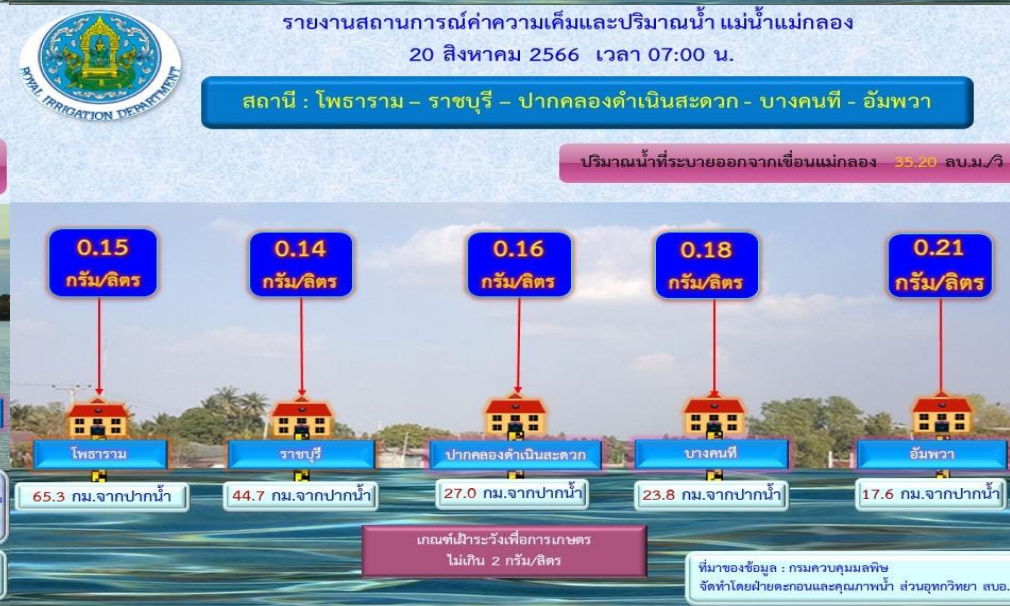 รายงานสถานการณ์ค่าความเค็มและปริมาณน้ำ แม่น้ำแม่กลอง
20 สิงหาคม 2566 เวลา 07:00 น.
ROYAL IRRIGATION DEPARTMENT
สถานี : โพธาราม – ราชบุรี – ปากคลองดำเนินสะดวก - บางคนที - อัมพวา
ปริมาณน้ำที่ระบายออกจากเขื่อนแม่กลอง 35.20 ลบ.ม./วิ
0.15 0.14 0.16 0.18 0.21
กรัม/ลิตร กรัม/ลิตร กรัม/ลิตร กรัม/ลิตร กรัม/ลิตร
โพธาราม ราชบุรี ปากคลองดำเนินสะดวก บางคนที อัมพวา
65.3 กม.จากปากน้ำ 44.7 กม.จากปากน้ำ 27.0 กม.จากปากน้ำ 23.8 กม.จากปากน้ำ 17.6 กม.จากปากน้ำ
เกณฑ์เฝ้าระวังเพื่อการเกษตร
ไม่เกิน 2 กรัม/ลิตร
ที่มาของข้อมูล : กรมควบคุมมลพิษ
จัดทำโดยฝ่ายตะกอนและคุณภาพน้ำ ส่วนอุทกวิทยา สบอ.